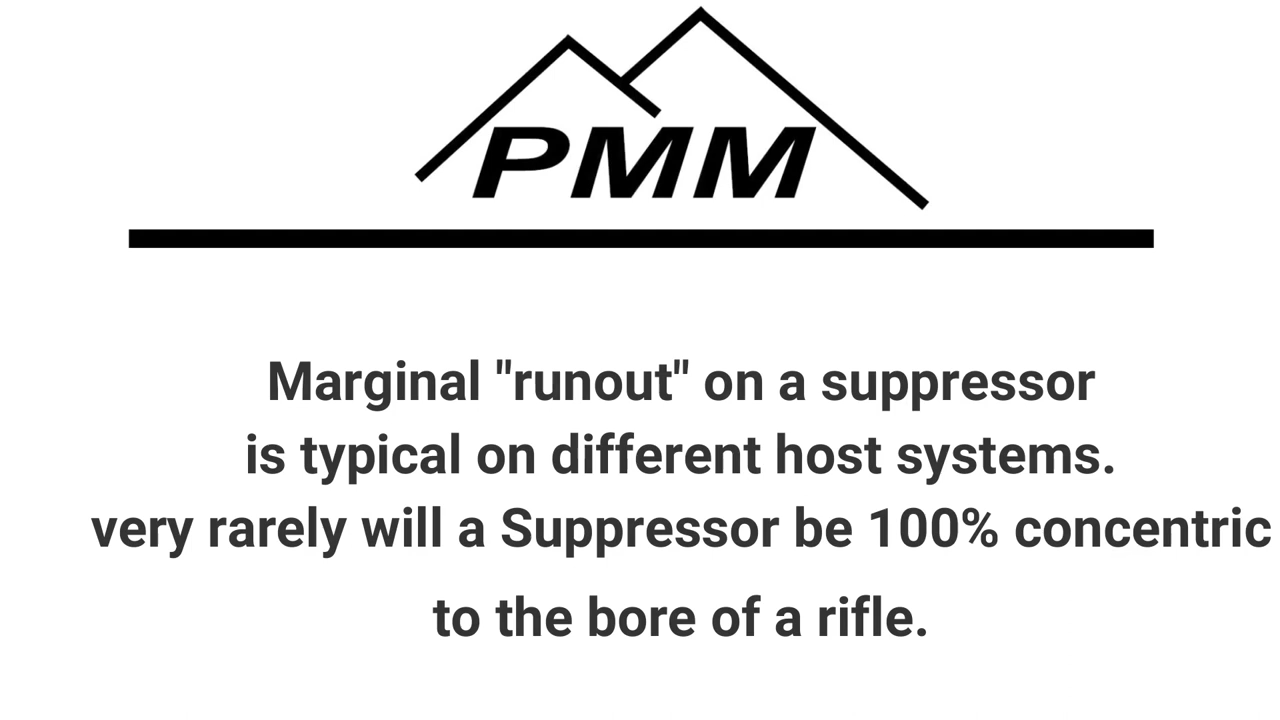 PMM
Marginal "runout" on a suppressor
is typical on different host systems.
very rarely will a Suppressor be 100% concentric
to the bore of a rifle.